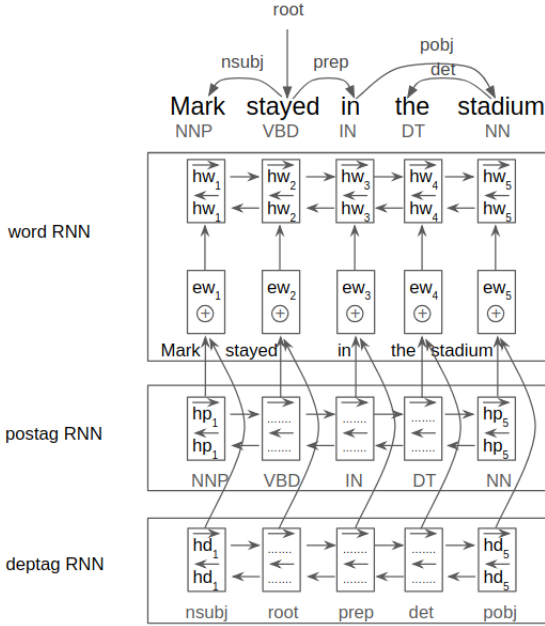 root
pobj
nsubj prep det
Mark stayed in the stadium
NNP VBD IN DT NN
hw1 hw2 hw3 hw4 hw5
word RNN
hw1 hw2 hw3 hw4 hw5
ew1 ew2 ew3 ew4 ew5
+ + + + +
Mark stayed in the stadium
hp1 ....... ....... ....... hp5
postag RNN
hp1 ....... ....... ....... hp5
NNP VBD IN DT NN
hd1 ....... ....... ....... hd5
deptag RNN
hd1 ....... ....... ....... hd5
nsubj root prep det pobj